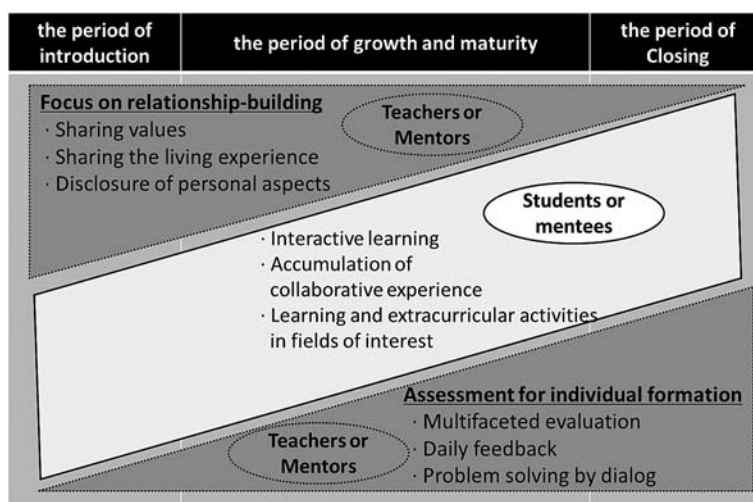 the period of
introduction
the period of growth and maturity
the period of
Closing
Focus on relationship-building
· Sharing values
· Sharing the living experience
· Disclosure of personal aspects
Teachers or
Mentors
Students or
mentees
· Interactive learning
· Accumulation of
collaborative experience
· Learning and extracurricular activities
in fields of interest
Assessment for individual formation
· Multifaceted evaluation
· Daily feedback
· Problem solving by dialog
Teachers or
Mentors